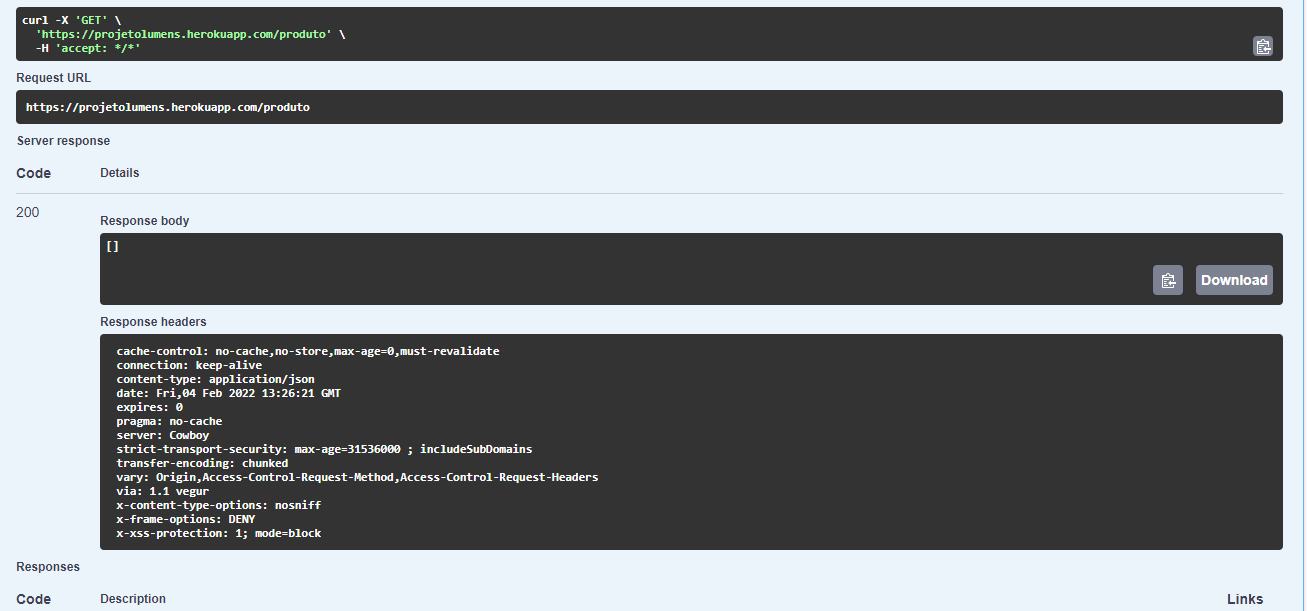 curl -X 'GET' \
'https://projetolumens.herokuapp.com/produto' \
-H 'accept: */*'
Request URL
https://projetolumens.herokuapp.com/produto
Server response
Code Details
200
Response body
[]
Download
Response headers
cache-control: no-cache,no-store,max-age=0,must-revalidate
connection: keep-alive
content-type: application/json
date: Fri,04 Feb 2022 13:26:21 GMT
expires: 0
pragma: no-cache
server: Cowboy
strict-transport-security: max-age=31536000 ; includeSubDomains
transfer-encoding: chunked
vary: Origin,Access-Control-Request-Method,Access-Control-Request-Headers
via: 1.1 vegur
x-content-type-options: nosniff
x-frame-options: DENY
x-xss-protection: 1; mode=block
Responses
Code Description Links